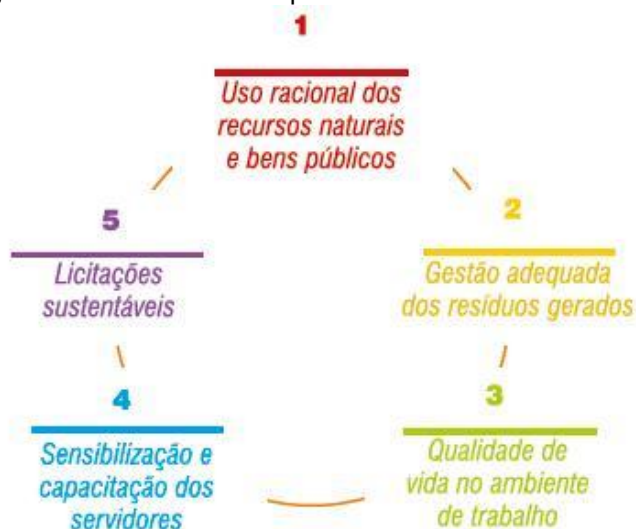 1
Uso racional dos
recursos naturais
e bens públicos
2
Gestão adequada
dos resíduos gerados
3
Qualidade de
vida no ambiente
de trabalho
4
Sensibilização e
capacitação dos
servidores
5
Licitações
sustentáveis